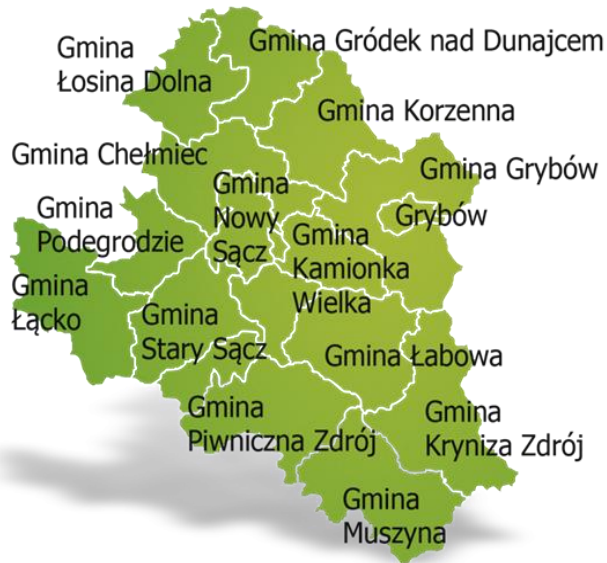 Gmina
Łosina Dolna
Gmina Gródek nad Dunajcem
Gmina Korzenna
Gmina Chełmiec
Gmina Grybów
Gmina
Nowy
Sącz
Grybów
Gmina
Podegrodzie
Gmina
Kamionka
Wielka
Gmina
Łącko
Gmina
Stary Sącz
Gmina Łabowa
Gmina
Piwniczna Zdrój
Gmina
Kryniza Zdrój
Gmina
Muszyna